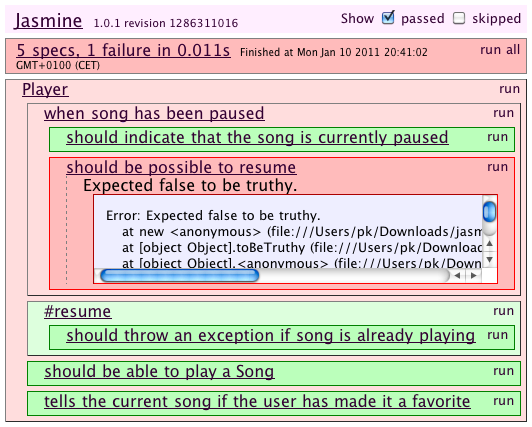 Jasmine 1.0.1 revision 1286311016 Show passed skipped
5 specs, 1 failure in 0.011s Finished at Mon Jan 10 2011 20:41:02 run all
GMT+0100 (CET)
Player run
when song has been paused run
should indicate that the song is currently paused run
should be possible to resume run
Expected false to be truthy.
Error: Expected false to be truthy.
at new <anonymous> (file:///Users/pk/Downloads/jasm
at [object Object].toBeTruthy (file:///Users/pk/Download
at [object Object].<anonymous> (file:///Users/pk/Down
#resume run
should throw an exception if song is already playing run
should be able to play a Song run
tells the current song if the user has made it a favorite run